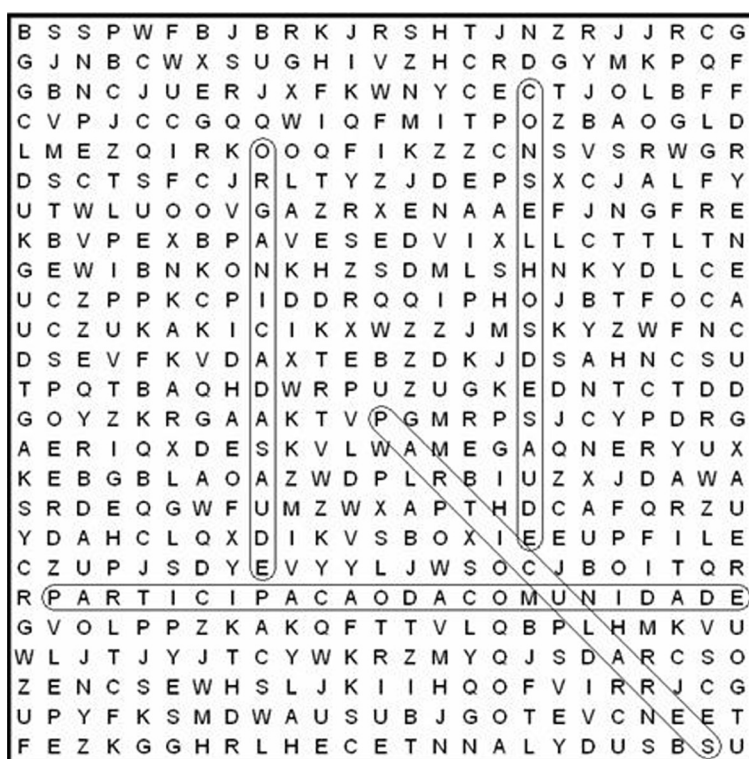 B S S P W F B J B R K J R S H T J N Z R J J R C G
G J N B C W X S U G H I V Z H C R D G Y M K P Q F
G B N C J U E R J X F K W N Y C E C T J O L B F F
C V P J C C G Q Q W I Q F M I T P O Z B A O G L D
L M E Z Q I R K O O Q F I K Z Z C N S V S R W G R
D S C T S F C J R L T Y Z J D E P S X C J A L F Y
U T W L U O O V G A Z R X E N A A E F J N G F R E
K B V P E X B P A V E S E D V I X L L C T T L T N
G E W I B N K O N K H Z S D M L S H N K Y D L C E
U C Z P P K C P I D D R Q Q I P H O J B T F O C A
U C Z U K A K I C I K X W Z Z J M S K Y Z W F N C
D S E V F K V D A X T E B Z D K J D S A H N C S U
T P Q T B A Q H D W R P U Z U G K E D N T C T D D
G O Y Z K R G A A K T V P G M R P S J C Y P D R G
A E R I Q X D E S K V L W A M E G A Q N E R Y U X
K E B G B L A O A Z W D P L R B I U Z X J D A W A
S R D E Q G W F U M Z W X A P T H D C A F Q R Z U
Y D A H C L Q X D I K V S B O X I E E U P F I L E
C Z U P J S D Y E V Y Y L J W S O C J B O I T Q R
R P A R T I C I P A C A O D A C O M U N I D A D E
G V O L P P Z K A K Q F T T V L Q B P L H M K V U
W L J T J Y J T C Y W K R Z M Y Q J S D A R C S O
Z E N C S E W H S L J K I I H Q O F V I R R J C G
U P Y F K S M D W A U S U B J G O T E V C N E E T
F E Z K G G H R L H E C E T N N A L Y D U S B S U